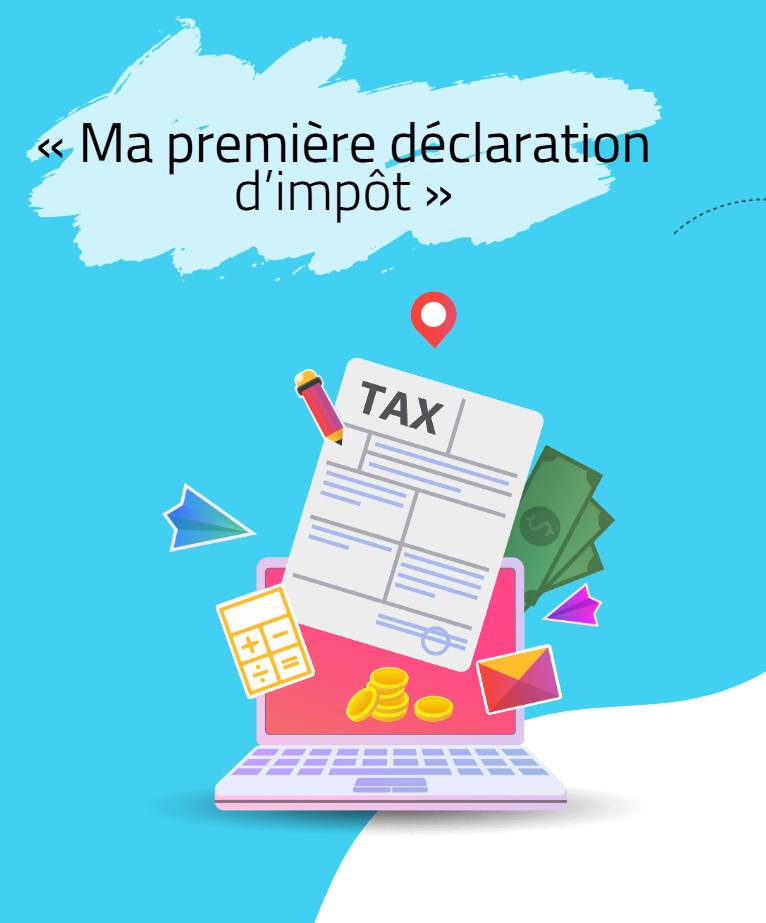 « Ma première déclaration
d’impôt »
TAX